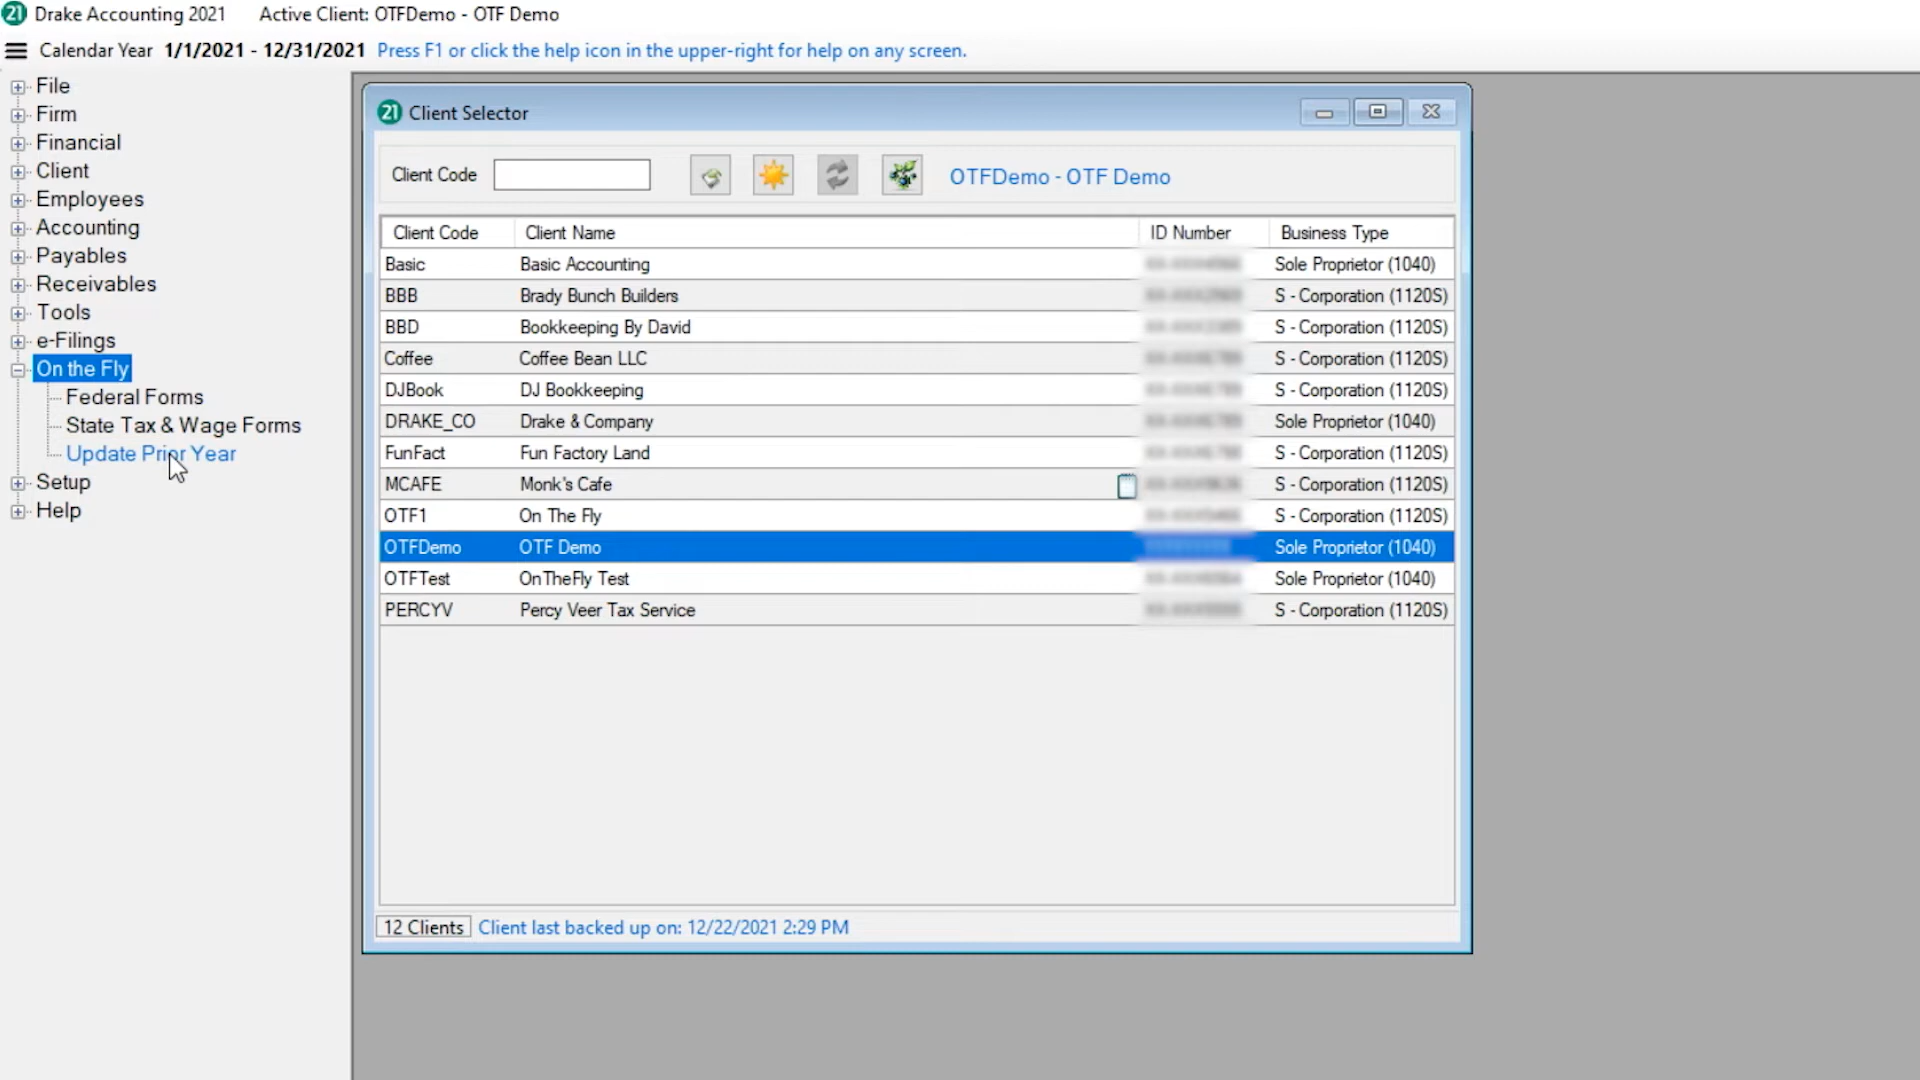 21 Drake Accounting 2021 Active Client: OTFDemo - OTF Demo
Calendar Year 1/1/2021 - 12/31/2021 Press F1 or click the help icon in the upper-right for help on any screen.
File
Firm
Financial
Client
Employees
Accounting
Payables
Receivables
Tools
e-Filings
On the Fly
Federal Forms
State Tax & Wage Forms
Update Prior Year
Setup
Help
21 Client Selector
Client Code OTFDemo - OTF Demo
Client Code Client Name ID Number Business Type
Basic Basic Accounting Sole Proprietor (1040)
BBB Brady Bunch Builders S - Corporation (1120S)
BBD Bookkeeping By David S - Corporation (1120S)
Coffee Coffee Bean LLC S - Corporation (1120S)
DJBook DJ Bookkeeping S - Corporation (1120S)
DRAKE_CO Drake & Company Sole Proprietor (1040)
FunFact Fun Factory Land S - Corporation (1120S)
MCAFE Monk's Cafe S - Corporation (1120S)
OTF1 On The Fly S - Corporation (1120S)
OTFDemo OTF Demo Sole Proprietor (1040)
OTFTest OnTheFly Test Sole Proprietor (1040)
PERCYV Percy Veer Tax Service S - Corporation (1120S)
12 Clients Client last backed up on: 12/22/2021 2:29 PM